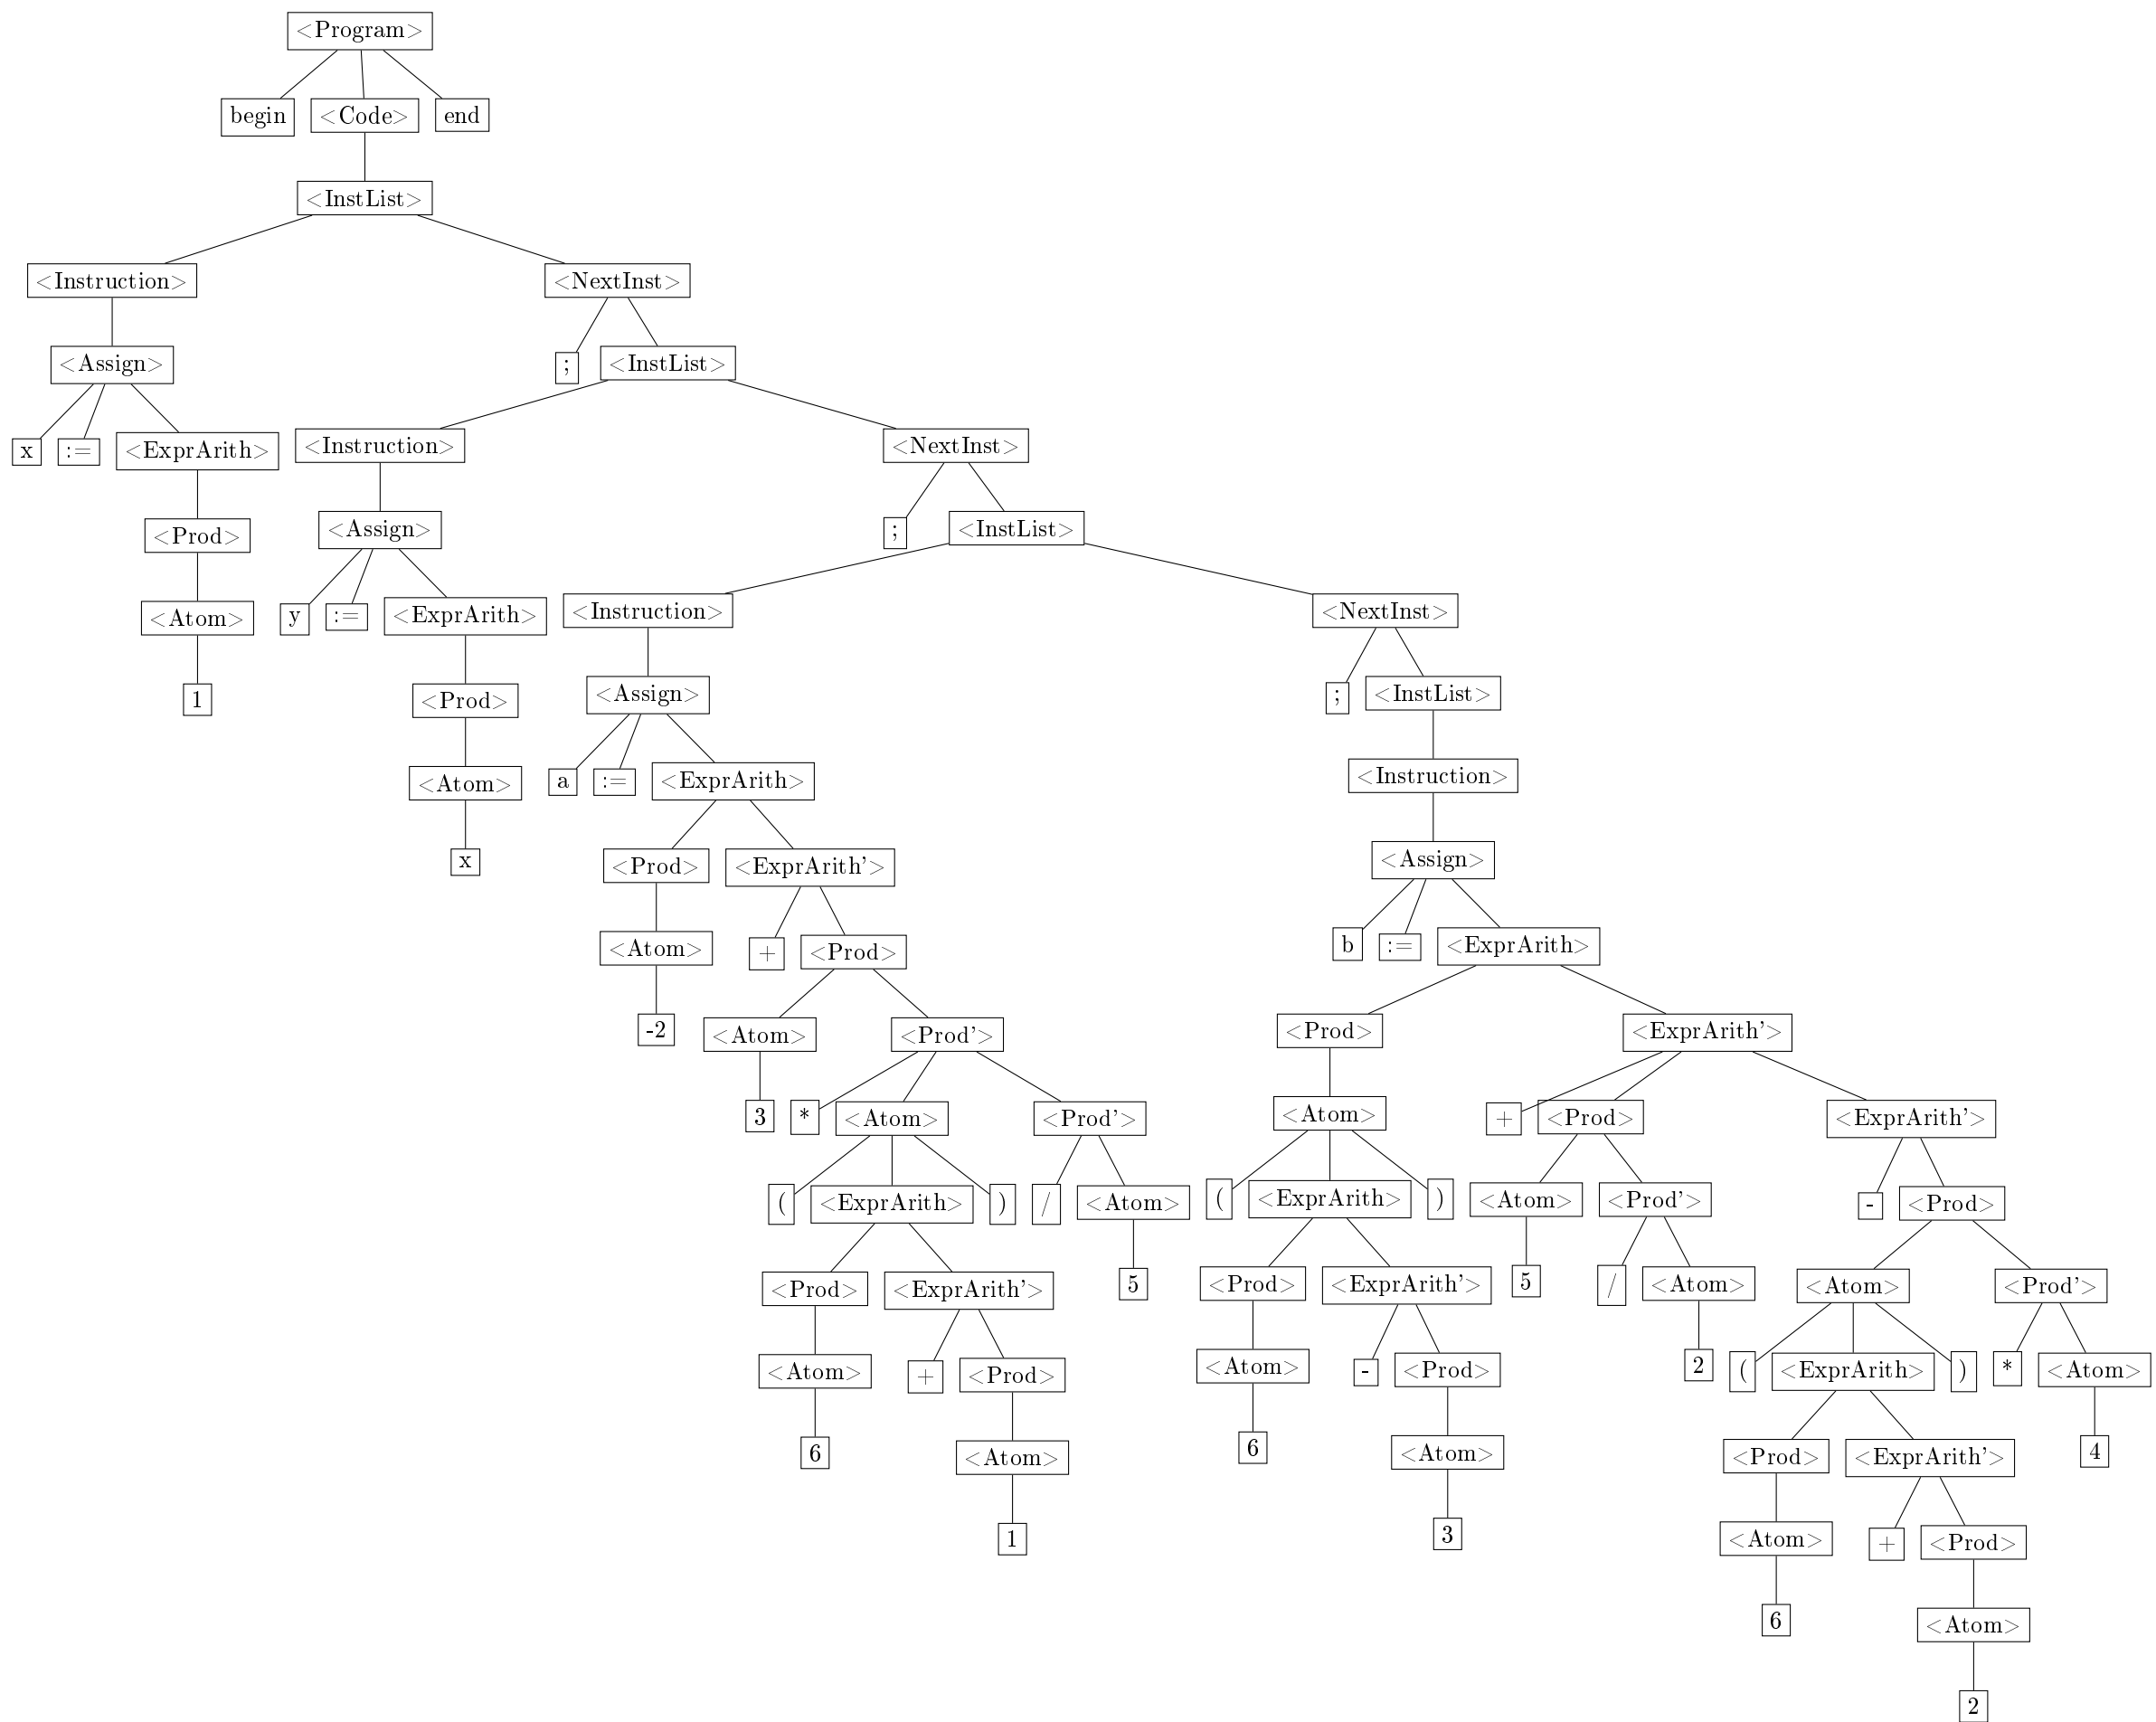 <Program>
begin <Code> end
<InstList>
<Instruction> <NextInst>
<Assign> ; <InstList>
x := <ExprArith> <Instruction> <NextInst>
<Prod> <Assign> ; <InstList>
<Atom> y := <ExprArith> <Instruction> <NextInst>
1 <Prod> <Assign> ; <InstList>
<Atom> a := <ExprArith> <Instruction>
x <Prod> <ExprArith'> <Assign>
<Atom> + <Prod> b := <ExprArith>
-2 <Atom> <Prod'> <Prod> <ExprArith'>
3 * <Atom> <Prod'> <Atom> + <Prod> <ExprArith'>
( <ExprArith> ) / <Atom> ( <ExprArith> ) <Atom> <Prod'> - <Prod>
<Prod> <ExprArith'> 5 <Prod> <ExprArith'> 5 / <Atom> <Atom> <Prod'>
<Atom> + <Prod> <Atom> - <Prod> 2 ( <ExprArith> ) * <Atom>
6 <Atom> 6 <Atom> <Prod> <ExprArith'> 4
1 3 <Atom> + <Prod>
6 <Atom>
2